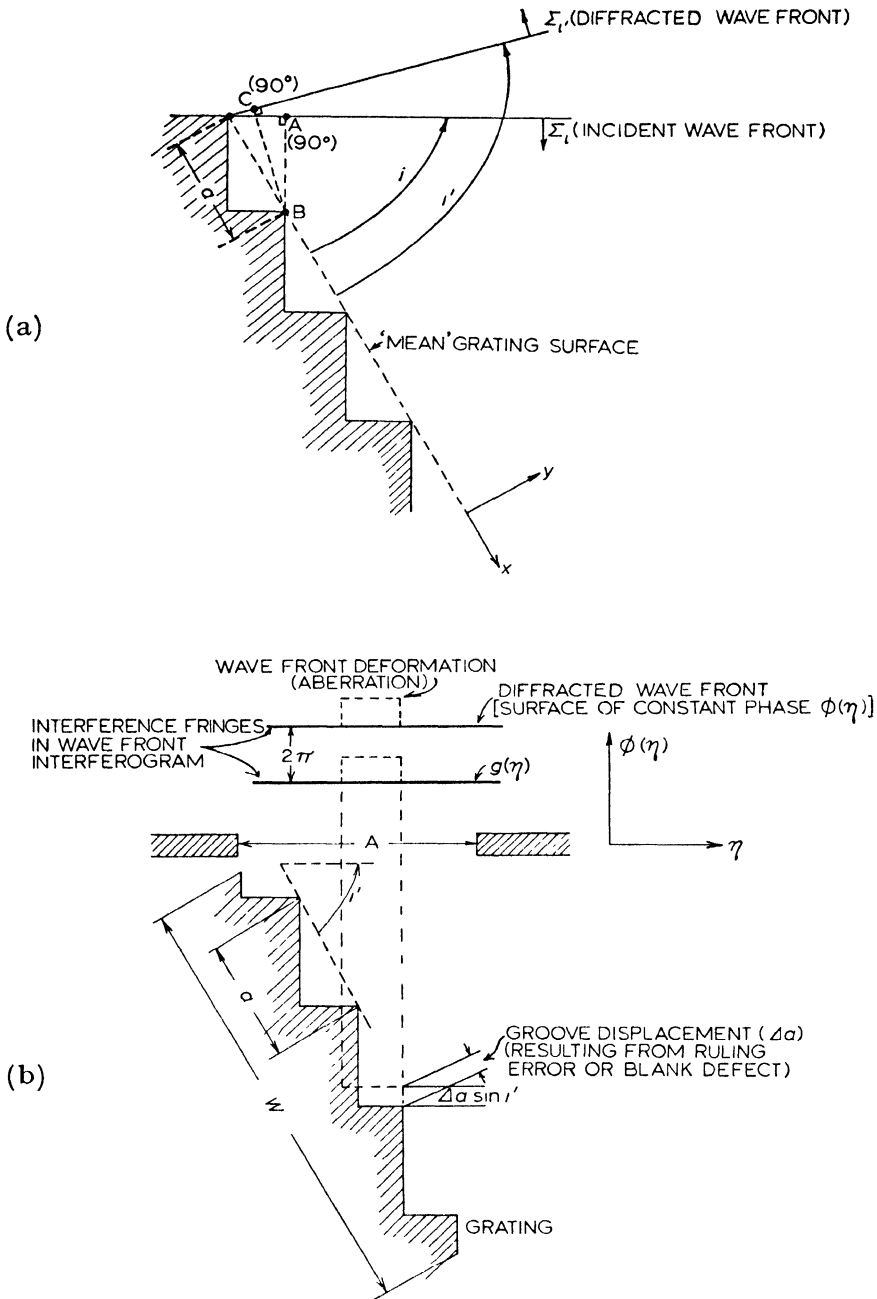 Σι' (DIFFRACTED WAVE FRONT)
(90°)
C
A
(90°)
Σι (INCIDENT WAVE FRONT)
i
ι'
a
B
(a)
'MEAN' GRATING SURFACE
y
x
WAVE FRONT DEFORMATION
(ABERRATION)
DIFFRACTED WAVE FRONT
[SURFACE OF CONSTANT PHASE ϕ(η)]
INTERFERENCE FRINGES
IN WAVE FRONT
INTERFEROGRAM
2π
g(η)
ϕ(η)
A
η
ι'
a
GROOVE DISPLACEMENT (Δa)
(RESULTING FROM RULING
ERROR OR BLANK DEFECT)
(b)
Δa sin ι'
W
GRATING